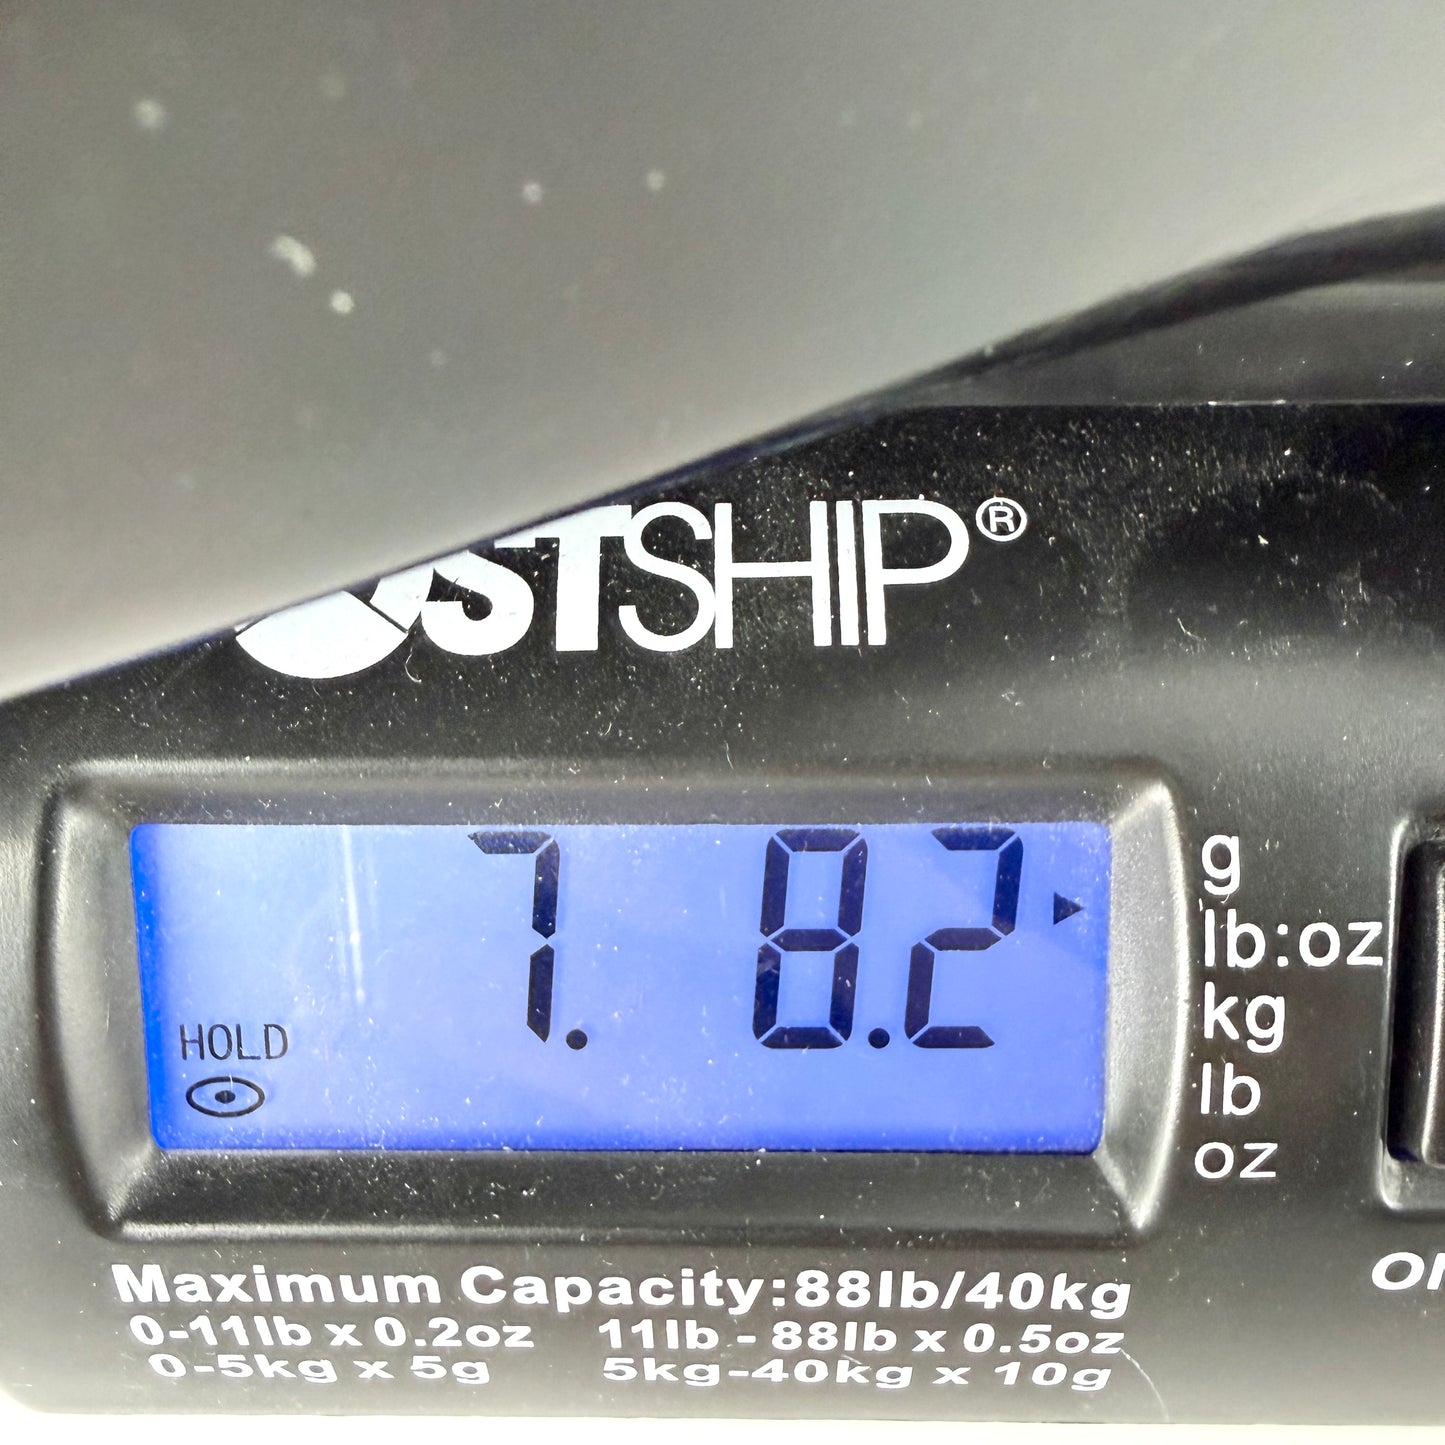 STSHIP®
7. 8.2
HOLD
g
lb:oz
kg
lb
oz
Maximum Capacity:88lb/40kg
0-11lb x 0.2oz 11lb - 88lb x 0.5oz
0-5kg x 5g 5kg-40kg x 10g